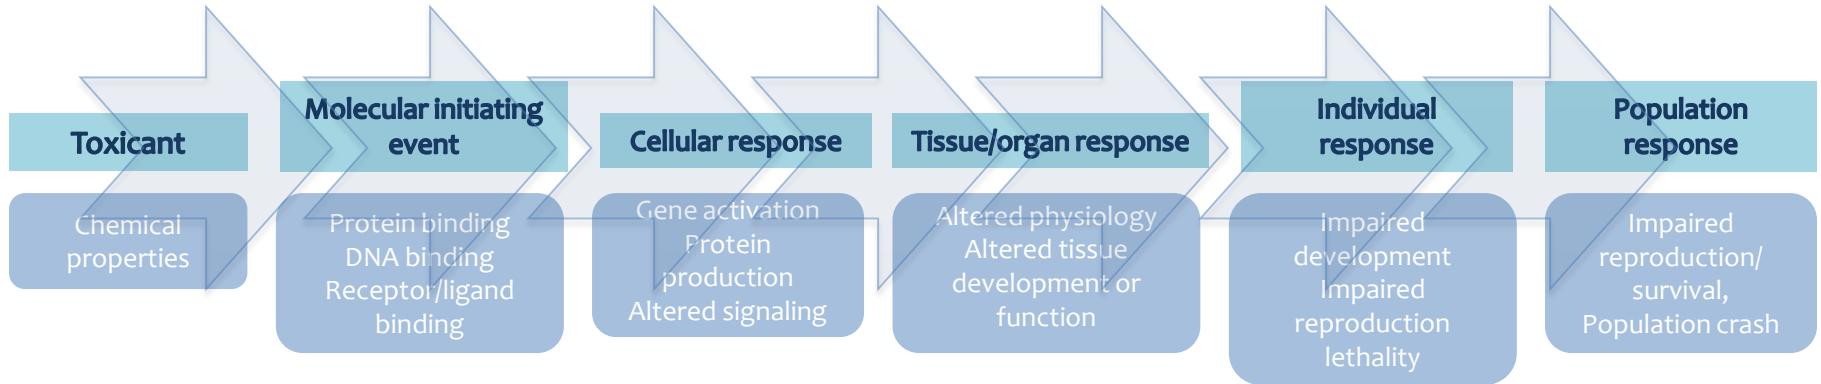 Toxicant
Chemical
properties
Molecular initiating
event
Protein binding
DNA binding
Receptor/ligand
binding
Cellular response
Gene activation
Protein
production
Altered signaling
Tissue/organ response
Altered physiology
Altered tissue
development or
function
Individual
response
Impaired
development
Impaired
reproduction
lethality
Population
response
Impaired
reproduction/
survival,
Population crash